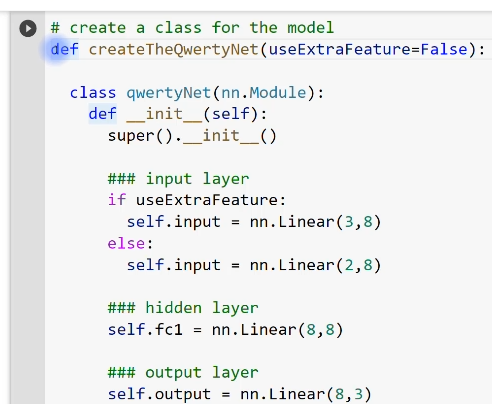 # create a class for the model
def createTheQwertyNet(useExtraFeature=False):
class qwertyNet(nn.Module):
def __init__(self):
super().__init__()
### input layer
if useExtraFeature:
self.input = nn.Linear(3,8)
else:
self.input = nn.Linear(2,8)
### hidden layer
self.fc1 = nn.Linear(8,8)
### output layer
self.output = nn.Linear(8,3)